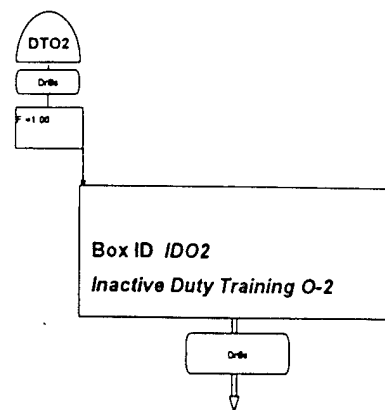 DTO2
Drills
F =1.00
Box ID IDO2
Inactive Duty Training O-2
Drills